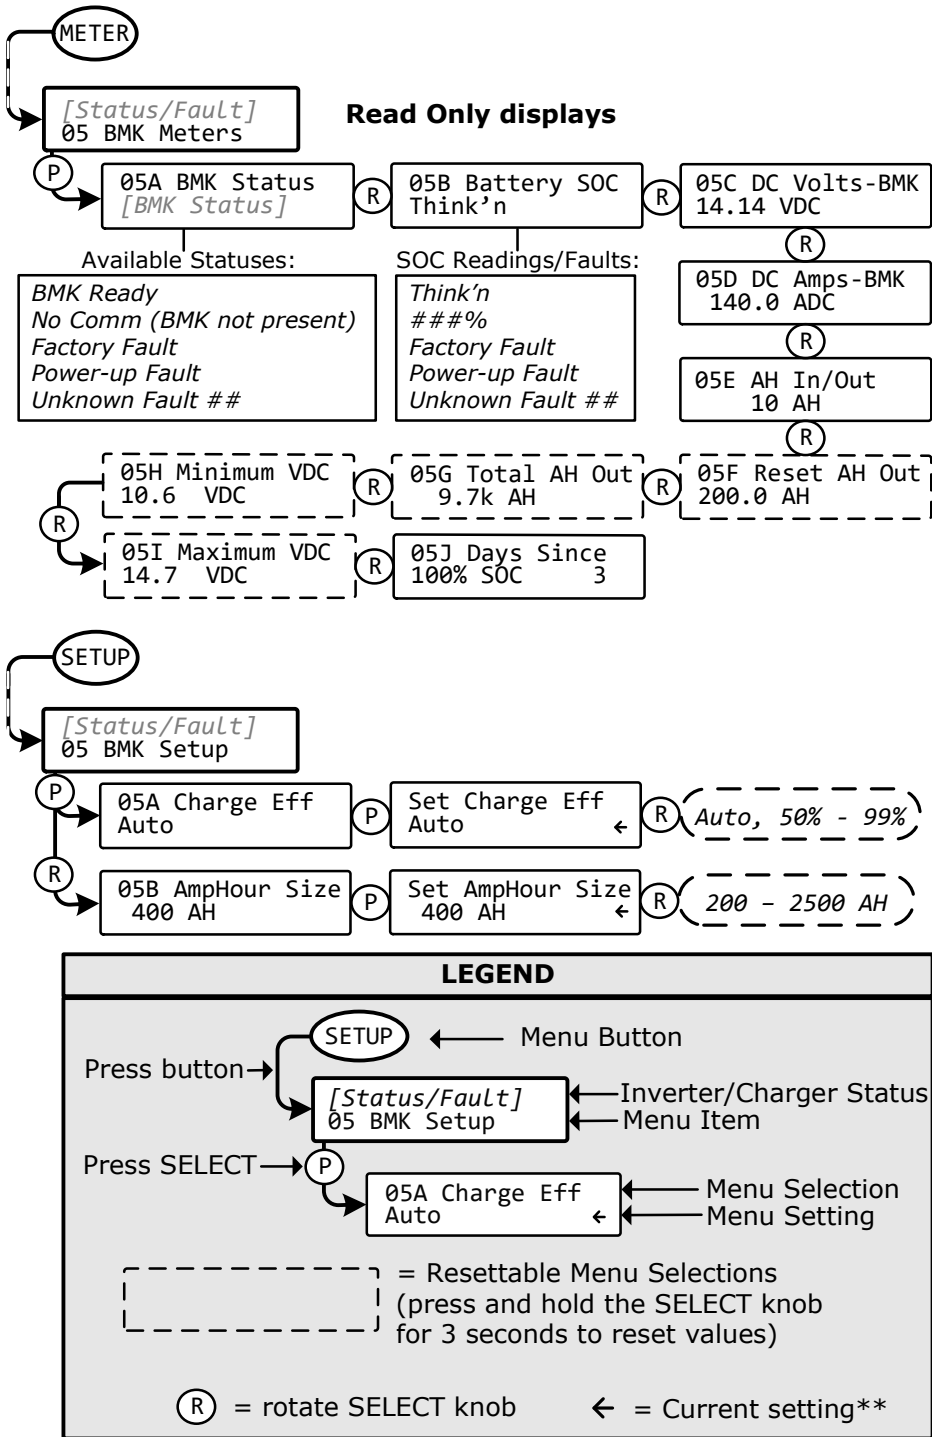 METER
[Status/Fault]
05 BMK Meters
Read Only displays
P
05A BMK Status
[BMK Status]
R
05B Battery SOC
Think’n
R
05C DC Volts-BMK
14.14 VDC
Available Statuses:
BMK Ready
No Comm (BMK not present)
Factory Fault
Power-up Fault
Unknown Fault ##
SOC Readings/Faults:
Think’n
###%
Factory Fault
Power-up Fault
Unknown Fault ##
R
05D DC Amps-BMK
140.0 ADC
R
05E AH In/Out
10 AH
R
05F Reset AH Out
200.0 AH
R
05G Total AH Out
9.7k AH
R
05H Minimum VDC
10.6 VDC
R
05I Maximum VDC
14.7 VDC
R
05J Days Since
100% SOC 3
SETUP
[Status/Fault]
05 BMK Setup
P
05A Charge Eff
Auto
P
Set Charge Eff
Auto ←
R
Auto, 50% - 99%
R
05B AmpHour Size
400 AH
P
Set AmpHour Size
400 AH ←
R
200 – 2500 AH
LEGEND
SETUP
Menu Button
Press button
[Status/Fault]
05 BMK Setup
Inverter/Charger Status
Menu Item
Press SELECT
P
05A Charge Eff
Auto ←
Menu Selection
Menu Setting
= Resettable Menu Selections
(press and hold the SELECT knob
for 3 seconds to reset values)
R = rotate SELECT knob
← = Current setting**